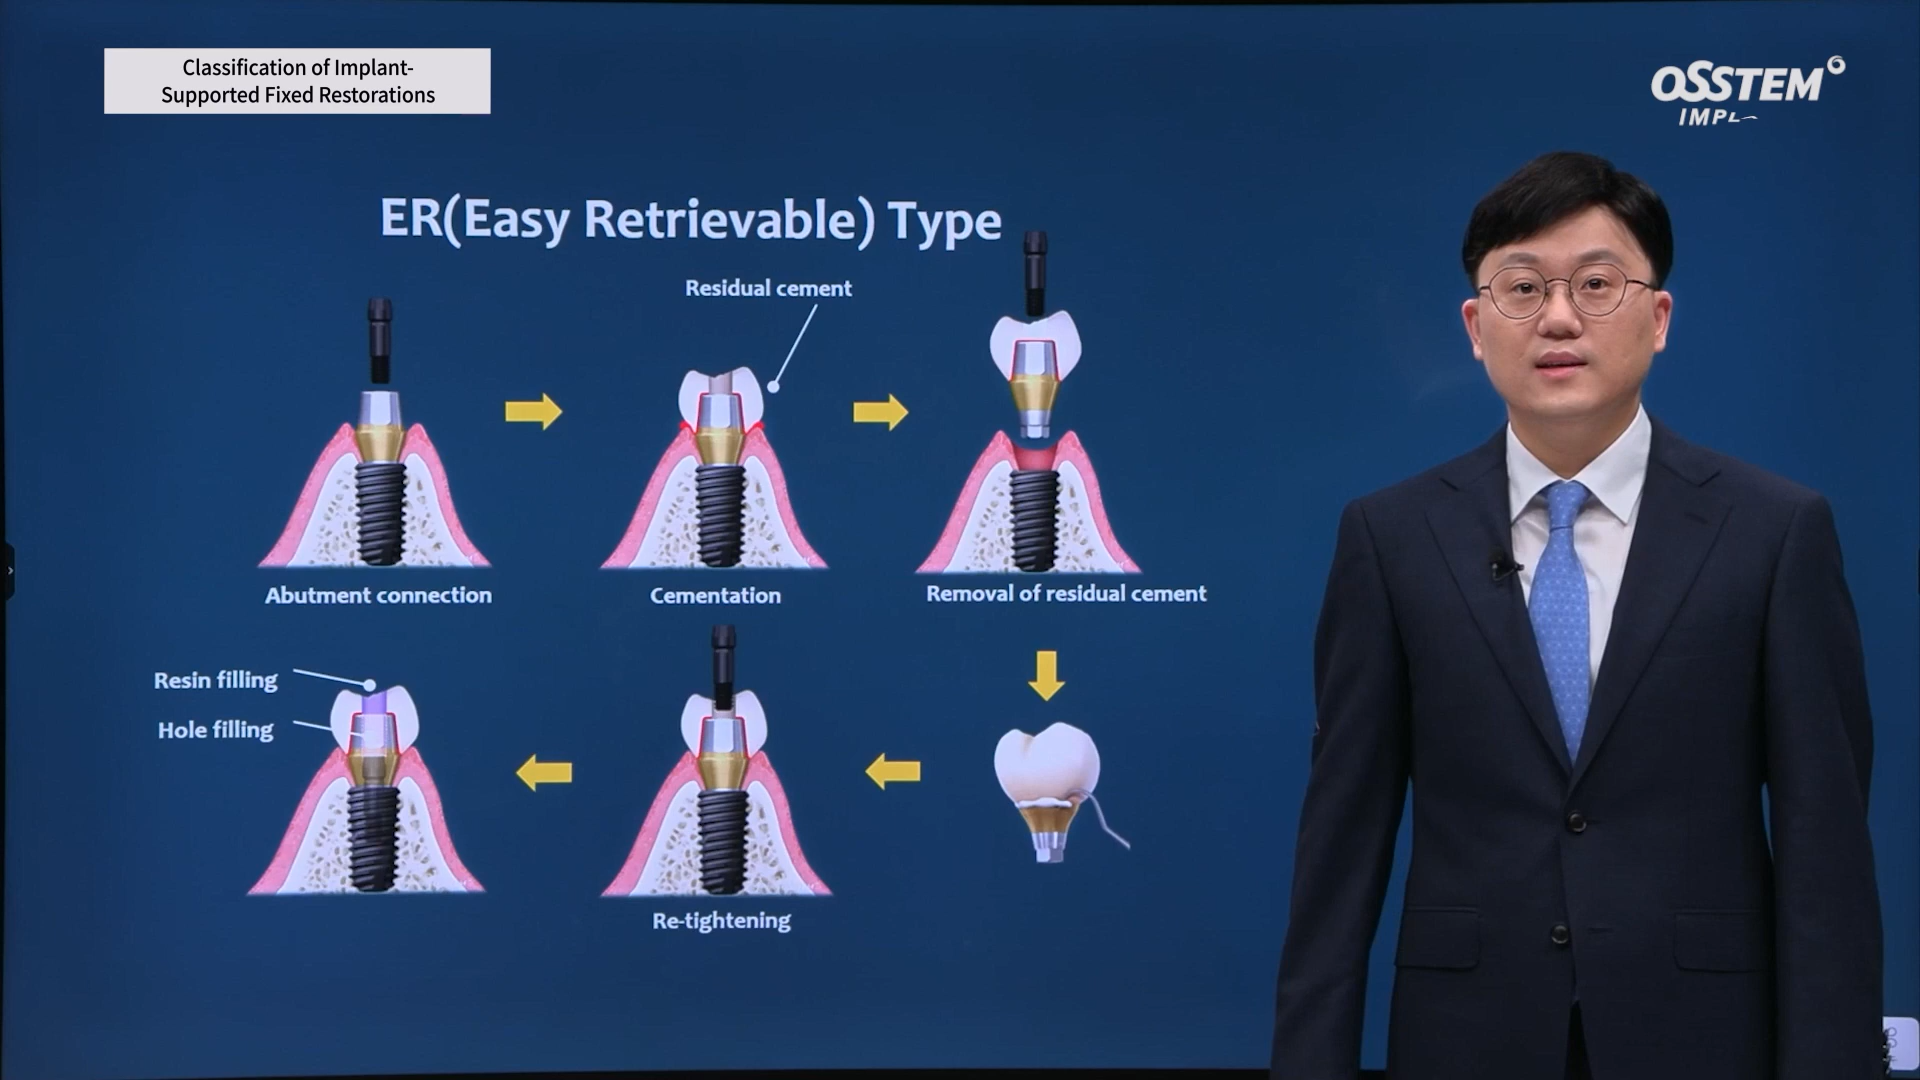 Classification of Implant-
Supported Fixed Restorations
OSSTEM
ER(Easy Retrievable) Type
Residual cement
Abutment connection
Cementation
Removal of residual cement
Resin filling
Hole filling
Re-tightening